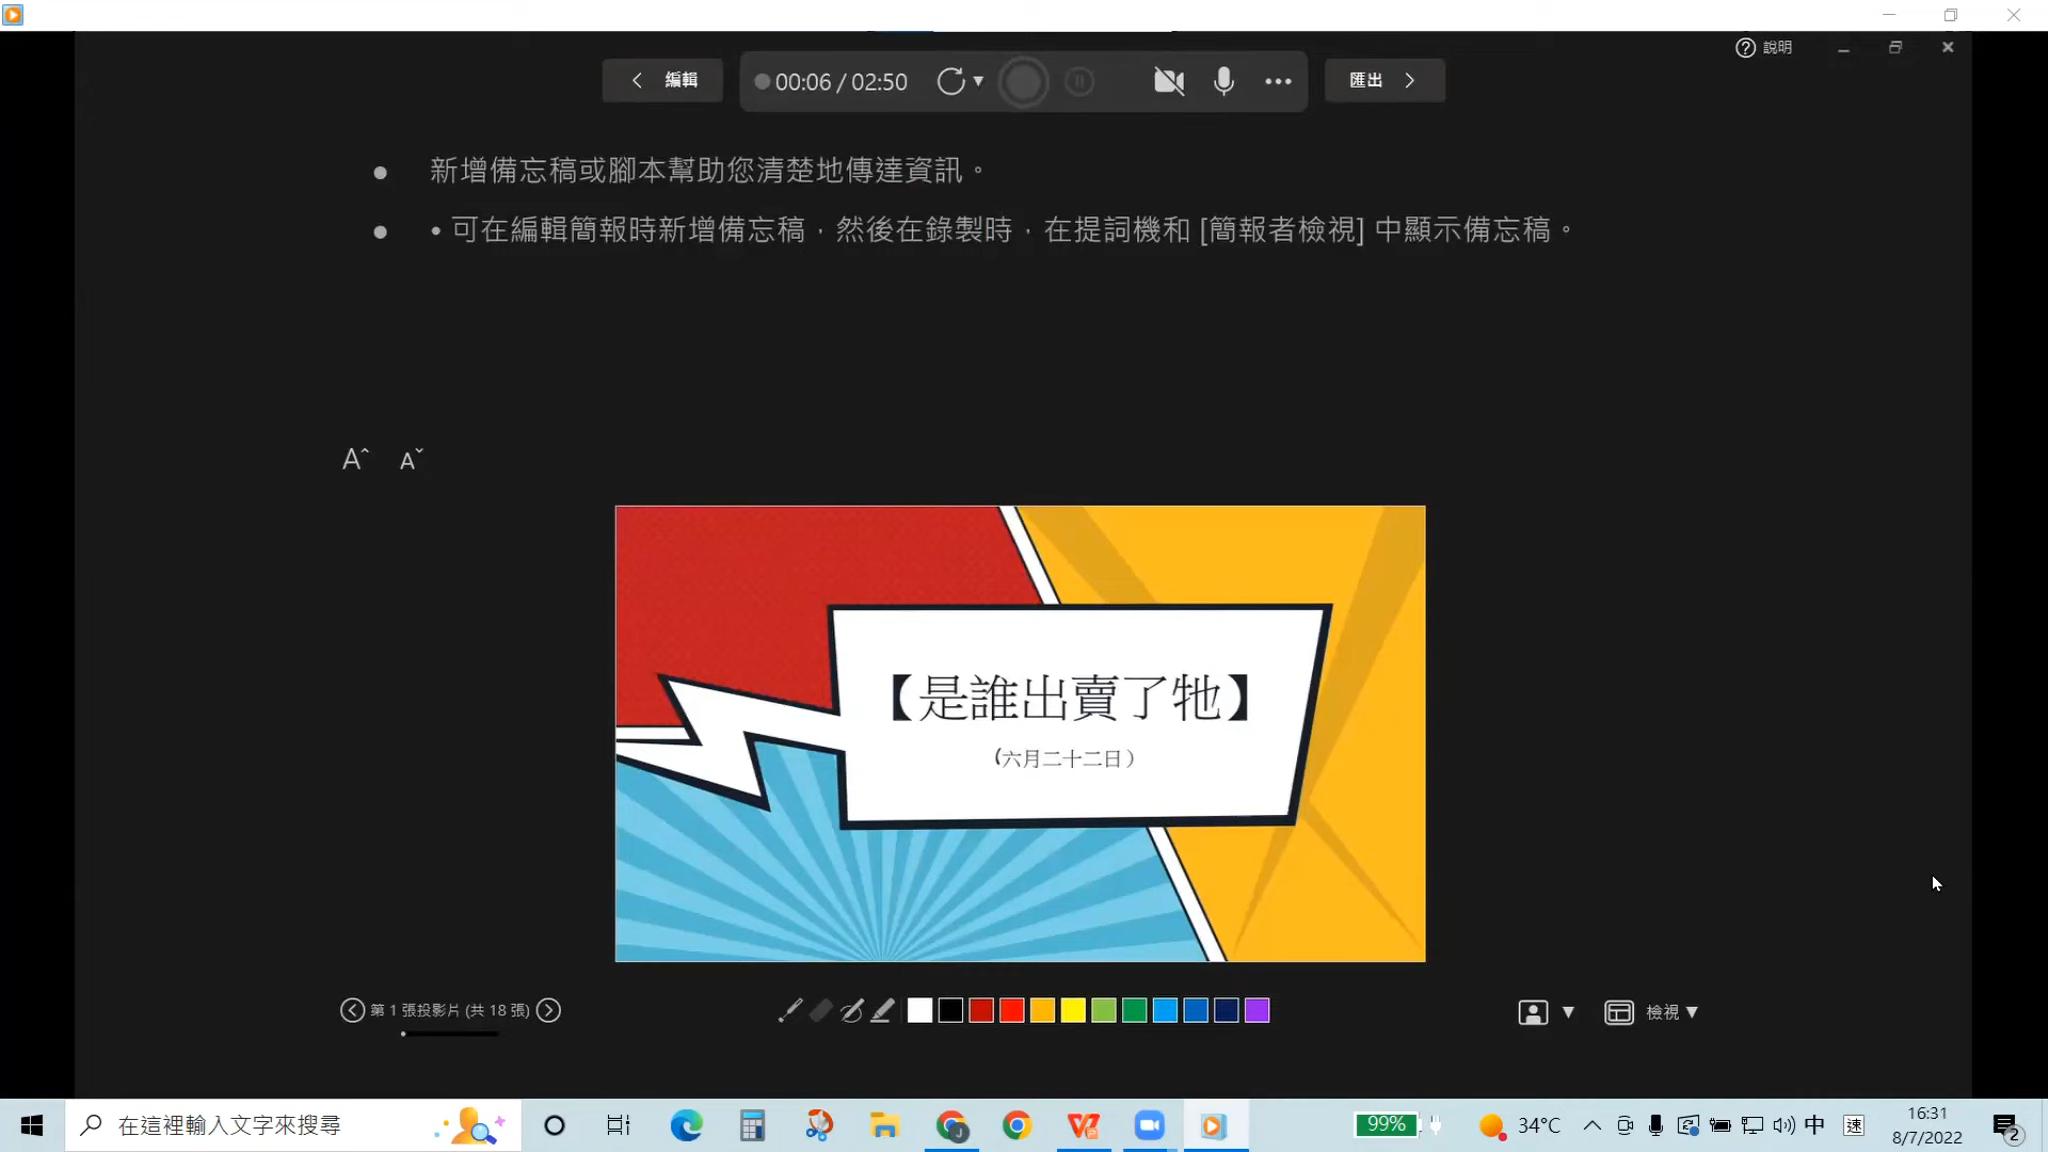 說明
編輯
00:06 / 02:50
匯出
● 新增備忘稿或腳本幫助您清楚地傳達資訊。
● • 可在編輯簡報時新增備忘稿，然後在錄製時，在提詞機和 [簡報者檢視] 中顯示備忘稿。
Aˆ Aˇ
【是誰出賣了牠】
(六月二十二日）
第 1 張投影片 (共 18 張)
檢視
在這裡輸入文字來搜尋
99%
34°C
中
速
16:31
8/7/2022
2